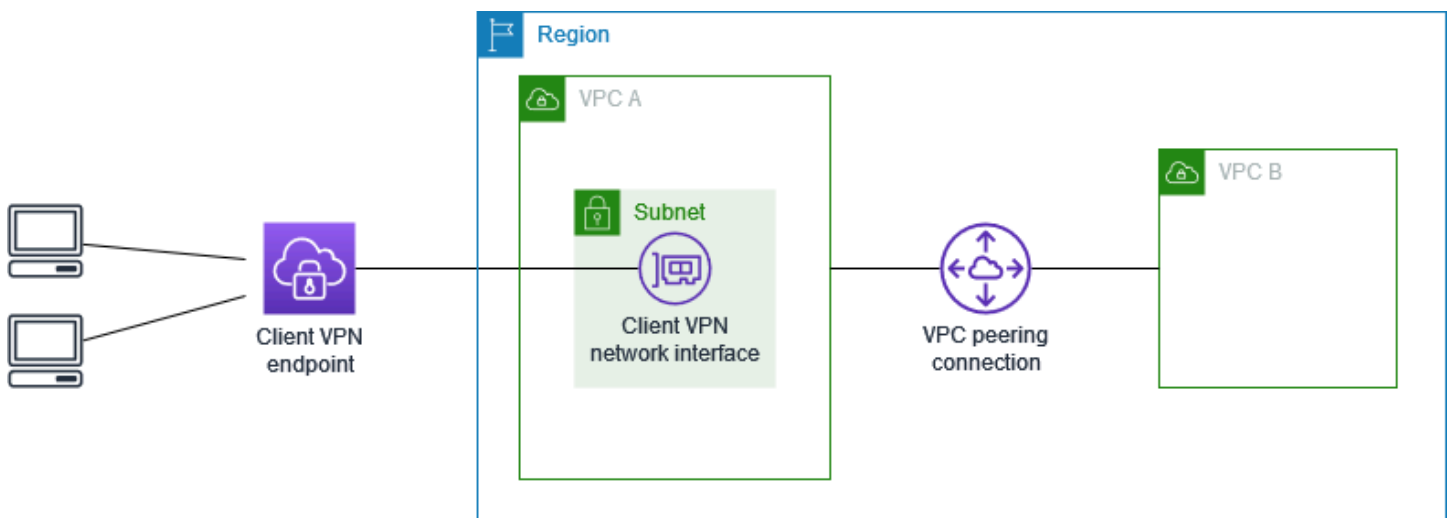 Region
VPC A
VPC B
Subnet
Client VPN
network interface
Client VPN
endpoint
VPC peering
connection